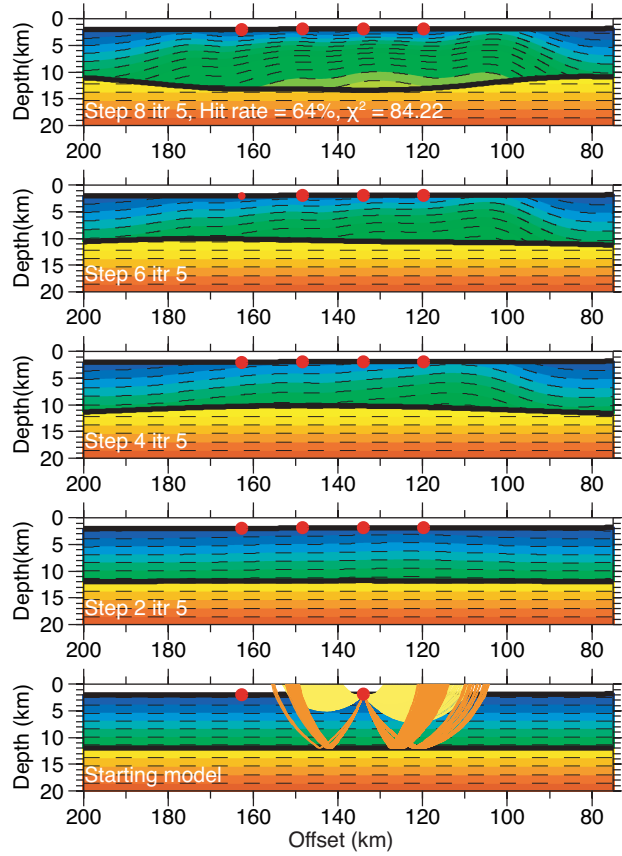 Depth(km)
0
5
10
15
20
Step 8 itr 5, Hit rate = 64%, χ² = 84.22
200 180 160 140 120 100 80
Depth(km)
0
5
10
15
20
Step 6 itr 5
200 180 160 140 120 100 80
Depth(km)
0
5
10
15
20
Step 4 itr 5
200 180 160 140 120 100 80
Depth(km)
0
5
10
15
20
Step 2 itr 5
200 180 160 140 120 100 80
Depth (km)
0
5
10
15
20
Starting model
200 180 160 140 120 100 80
Offset (km)